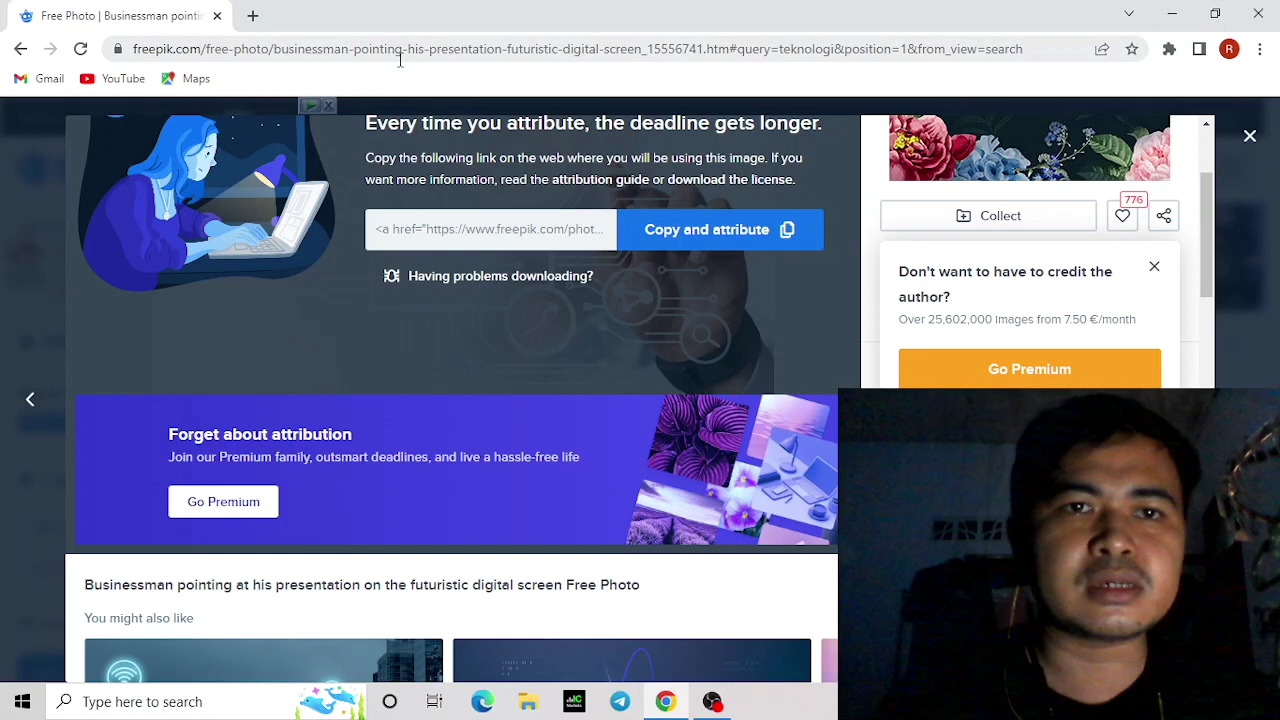 Free Photo | Businessman pointin
freepik.com/free-photo/businessman-pointing-his-presentation-futuristic-digital-screen_15556741.htm#query=teknologi&position=1&from_view=search
R
Gmail
YouTube
Maps
Every time you attribute, the deadline gets longer.
Copy the following link on the web where you will be using this image. If you
want more information, read the attribution guide or download the license.
<a href="https://www.freepik.com/phot...
Copy and attribute
Having problems downloading?
776
Collect
Don't want to have to credit the
author?
Over 25,602,000 images from 7.50 €/month
Go Premium
Forget about attribution
Join our Premium family, outsmart deadlines, and live a hassle-free life
Go Premium
Businessman pointing at his presentation on the futuristic digital screen Free Photo
You might also like
Type here to search